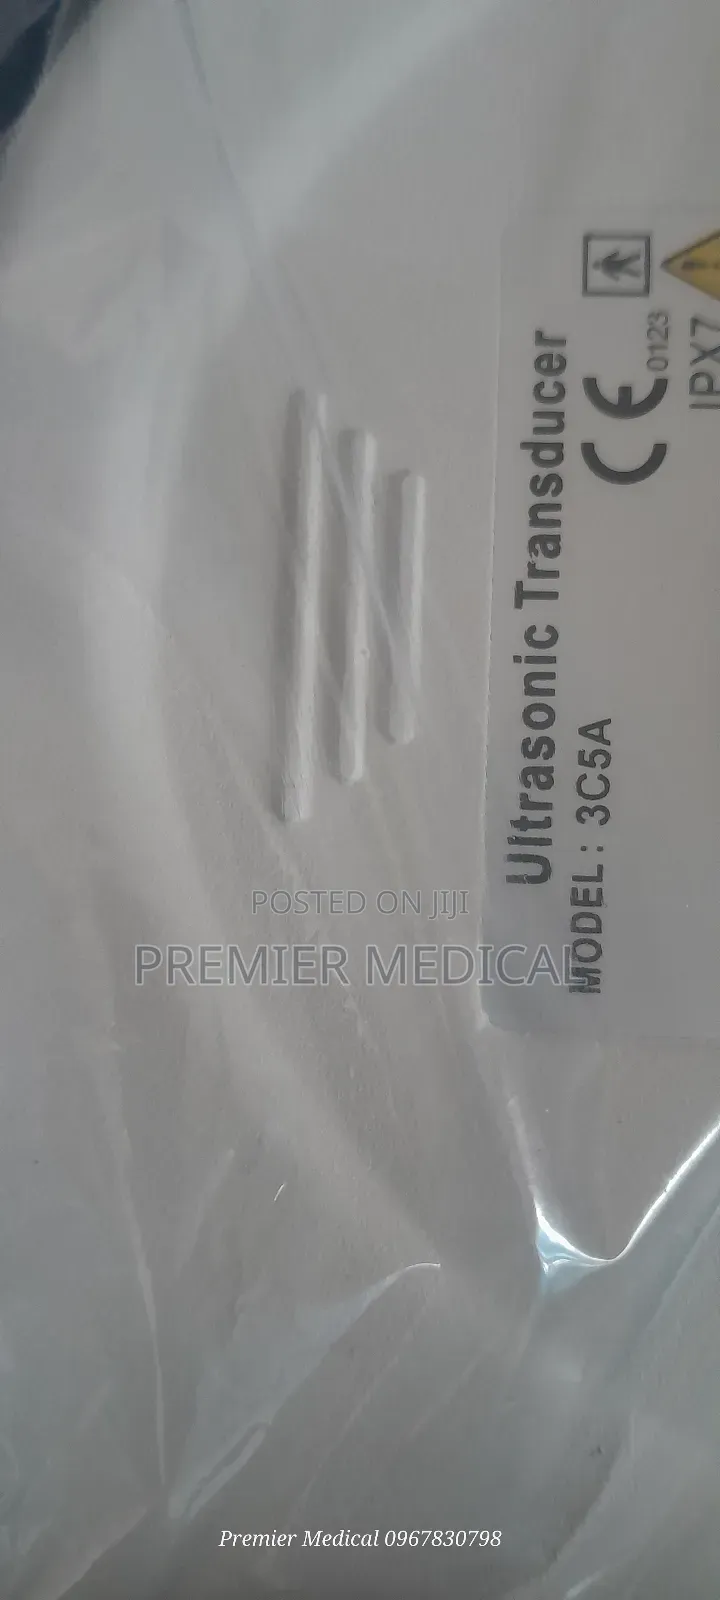 Ultrasonic Transducer
MODEL: 3C5A
CE 0123
IPX7
POSTED ON JIJI
PREMIER MEDICAL
Premier Medical 0967830798